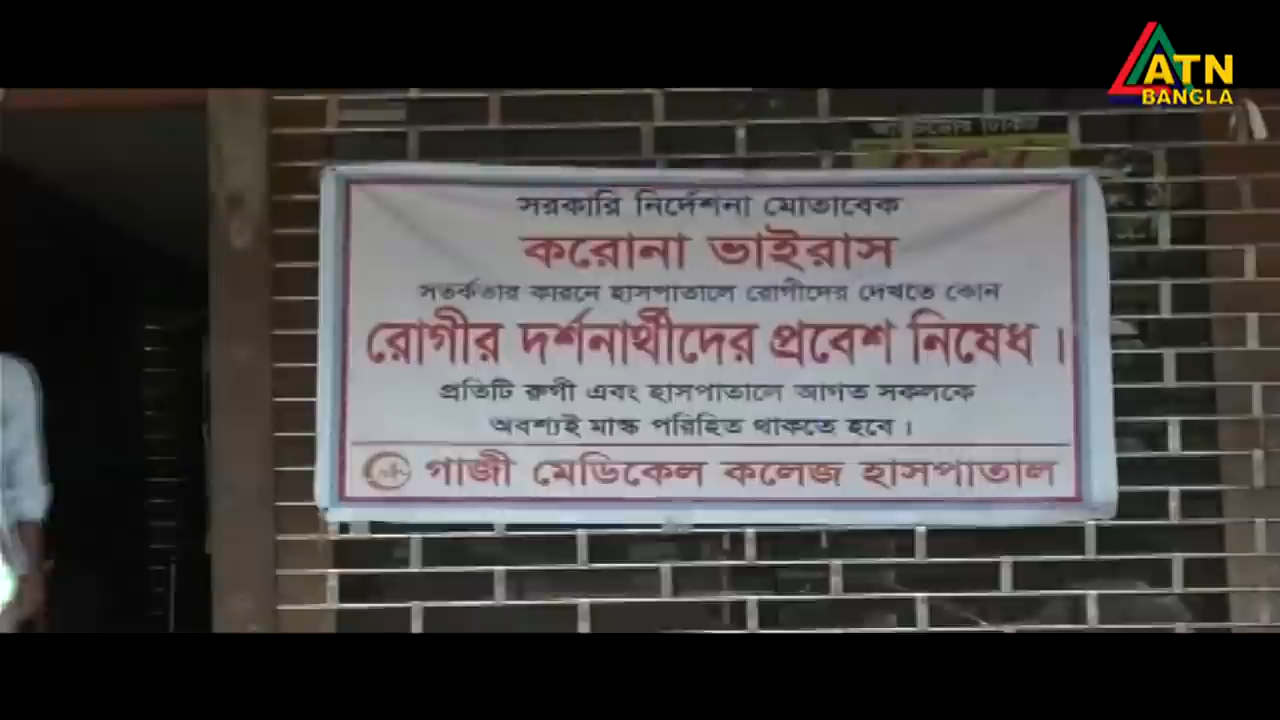 ATN
BANGLA
সরকারি নির্দেশনা মোতাবেক
করোনা ভাইরাস
সতর্কতার কারনে হাসপাতালে রোগীদের দেখতে কোন
রোগীর দর্শনার্থীদের প্রবেশ নিষেধ।
প্রতিটি রুগী এবং হাসপাতালে আগত সকলকে
অবশ্যই মাস্ক পরিহিত থাকতে হবে।
গাজী মেডিকেল কলেজ হাসপাতাল